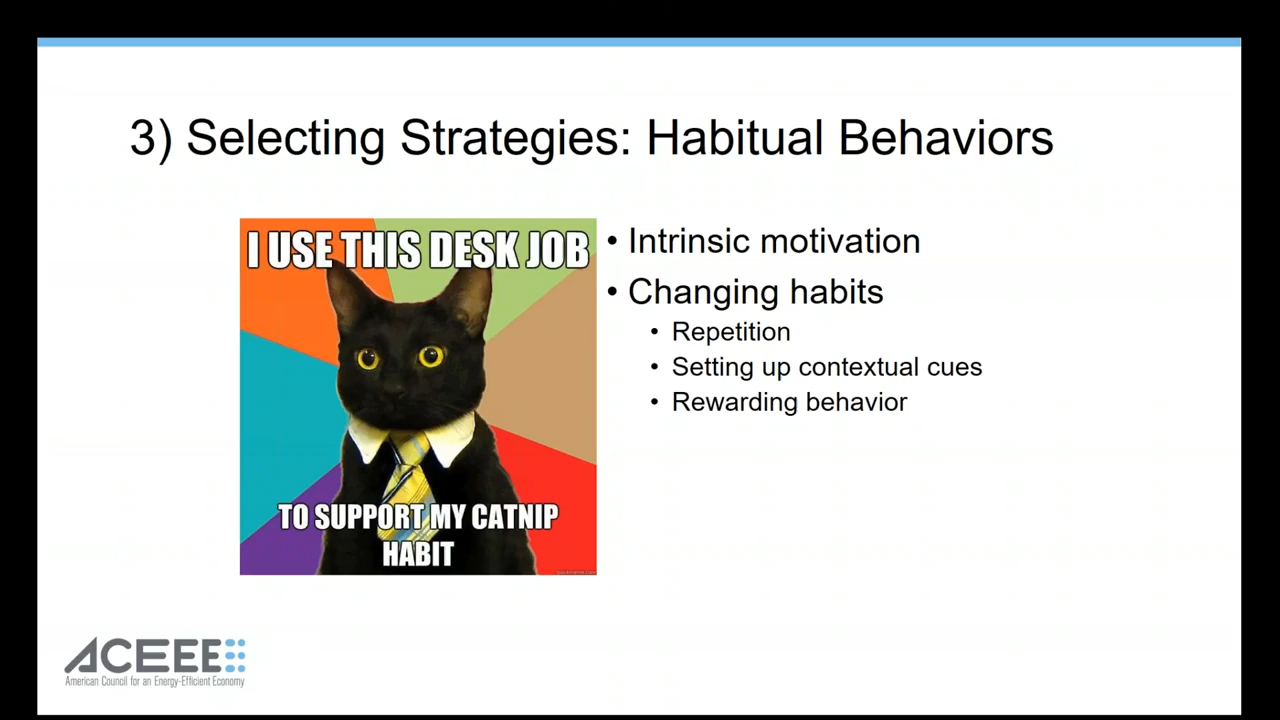 3) Selecting Strategies: Habitual Behaviors
I USE THIS DESK JOB
TO SUPPORT MY CATNIP
HABIT
• Intrinsic motivation
• Changing habits
• Repetition
• Setting up contextual cues
• Rewarding behavior
ACEEE
American Council for an Energy-Efficient Economy